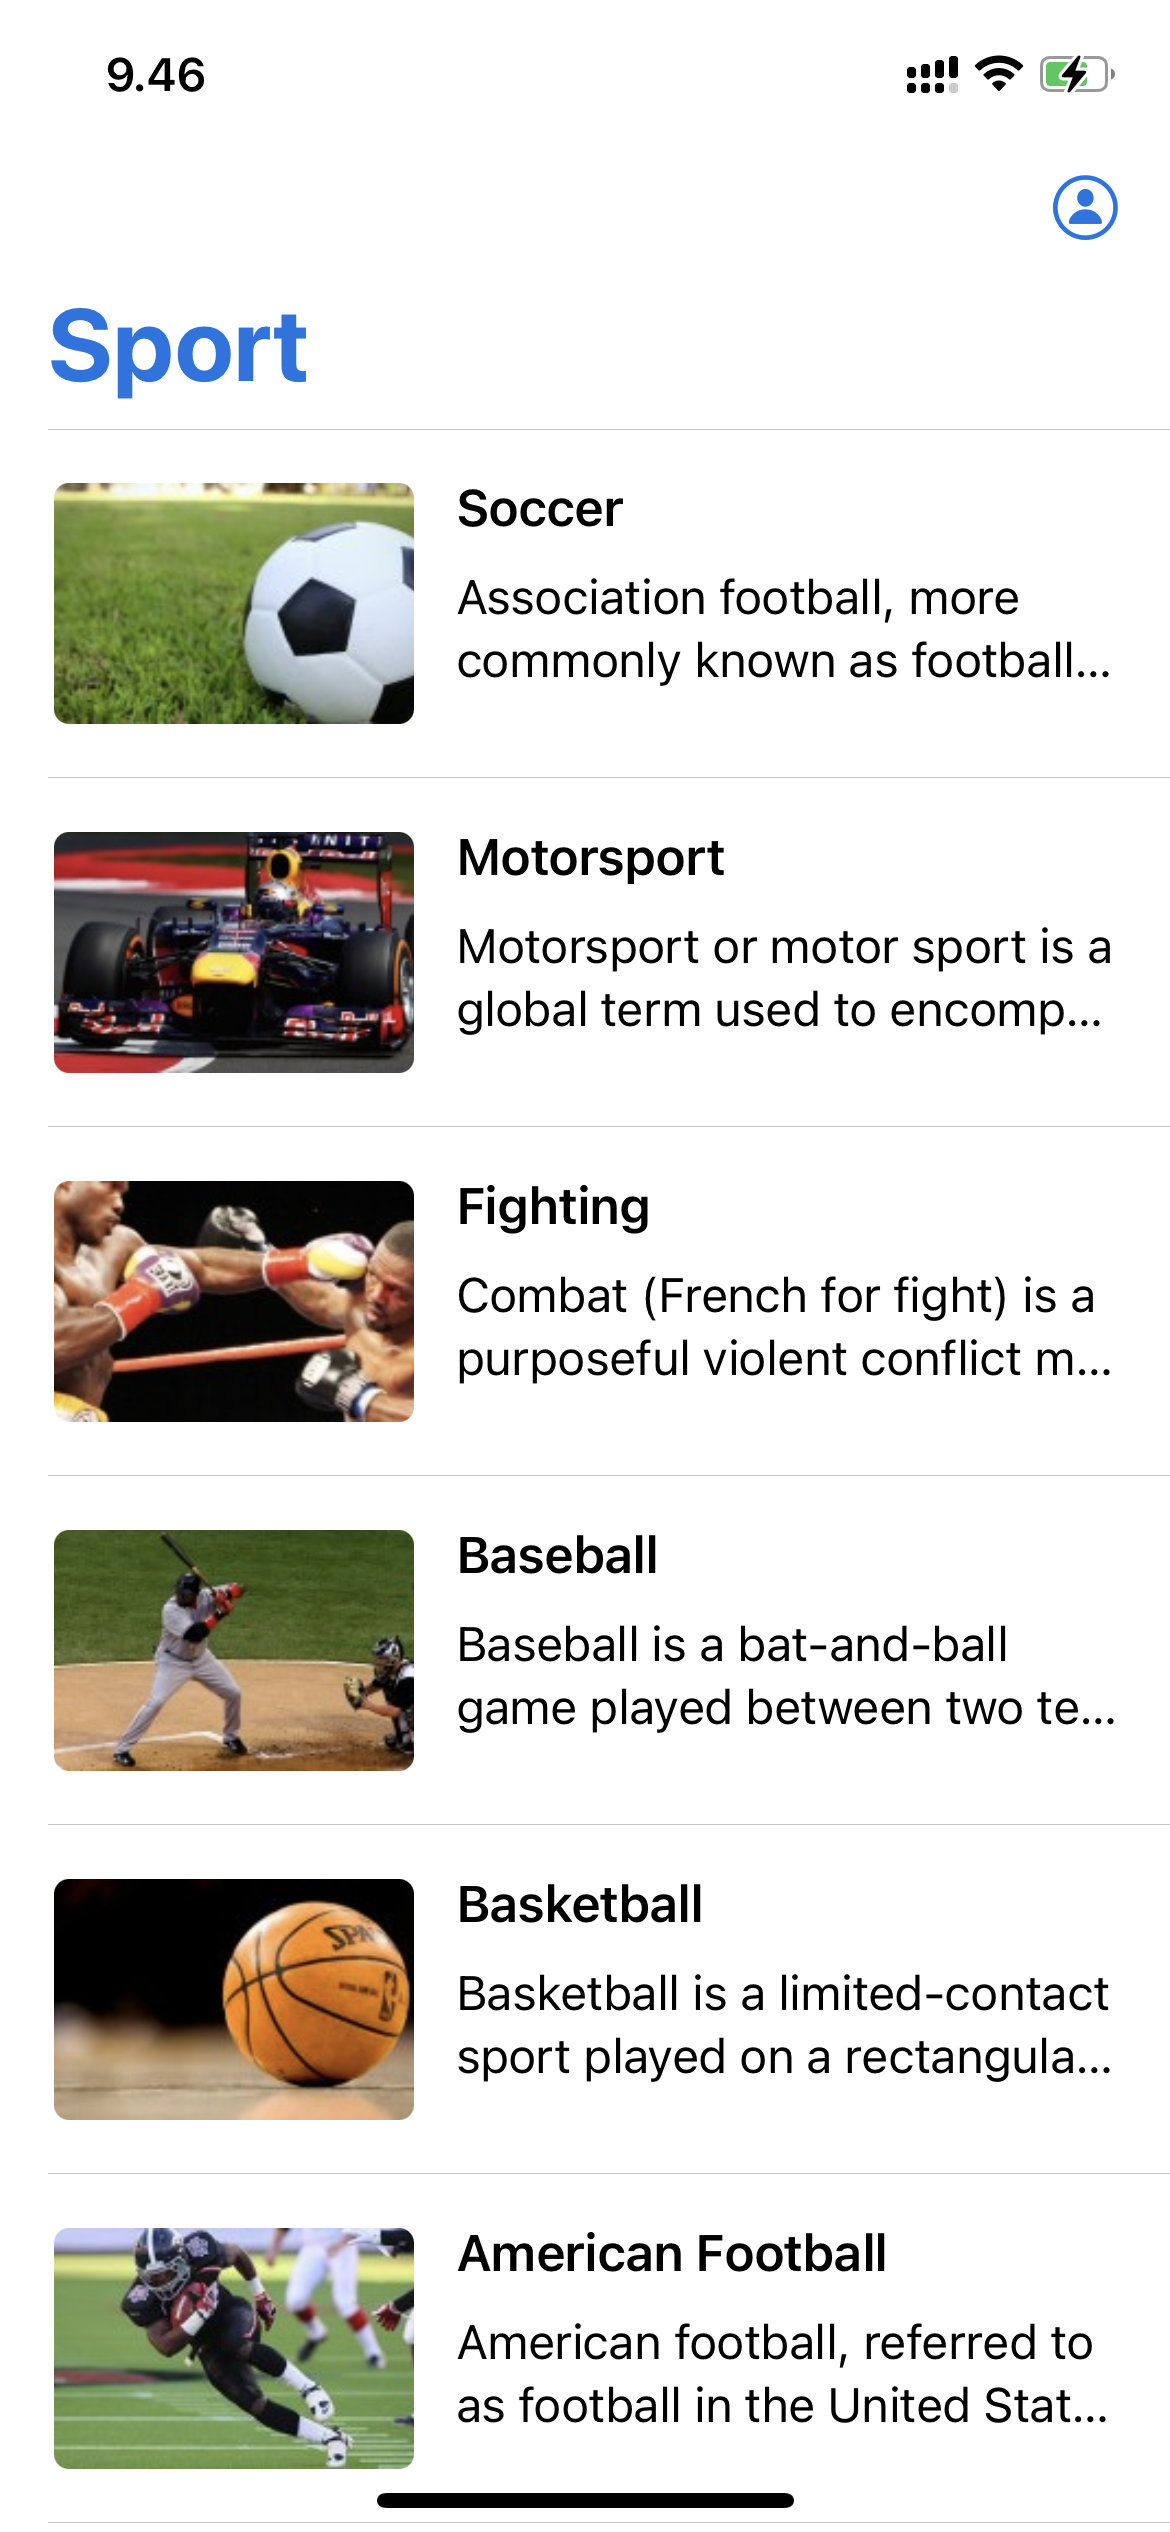 9.46
Sport
Soccer
Association football, more
commonly known as football...
Motorsport
Motorsport or motor sport is a
global term used to encomp...
Fighting
Combat (French for fight) is a
purposeful violent conflict m...
Baseball
Baseball is a bat-and-ball
game played between two te...
Basketball
Basketball is a limited-contact
sport played on a rectangula...
American Football
American football, referred to
as football in the United Stat...